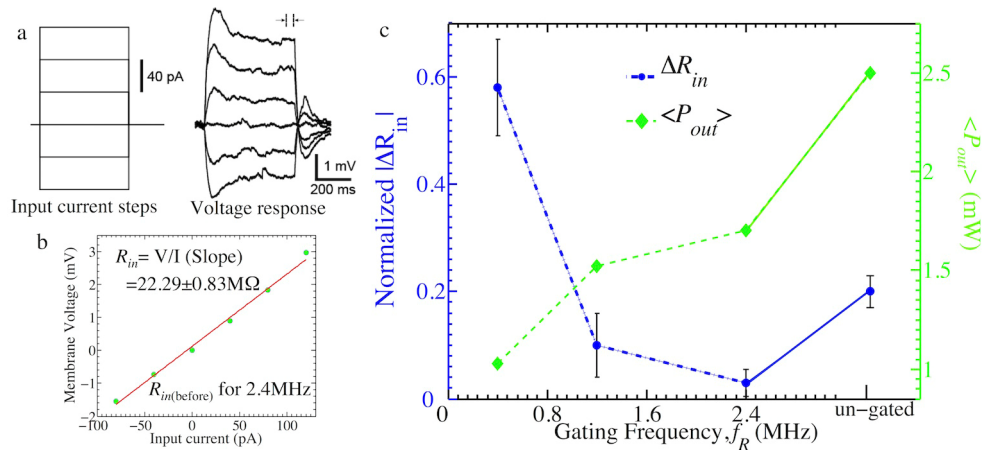 a
40 pA
1 mV
200 ms
Input current steps
Voltage response
b
R_in= V/I (Slope)
=22.29±0.83MΩ
R_in(before) for 2.4MHz
Membrane Voltage (mV)
3
2
1
0
-1
-2
-100
-50
0
50
100
Input current (pA)
c
ΔR_in
<P_out>
Normalized |ΔR_in|
0.6
0.4
0.2
0
0
0.8
1.6
2.4
un-gated
Gating Frequency, f_R (MHz)
2.5
2
1.5
1
<P_out> (mW)